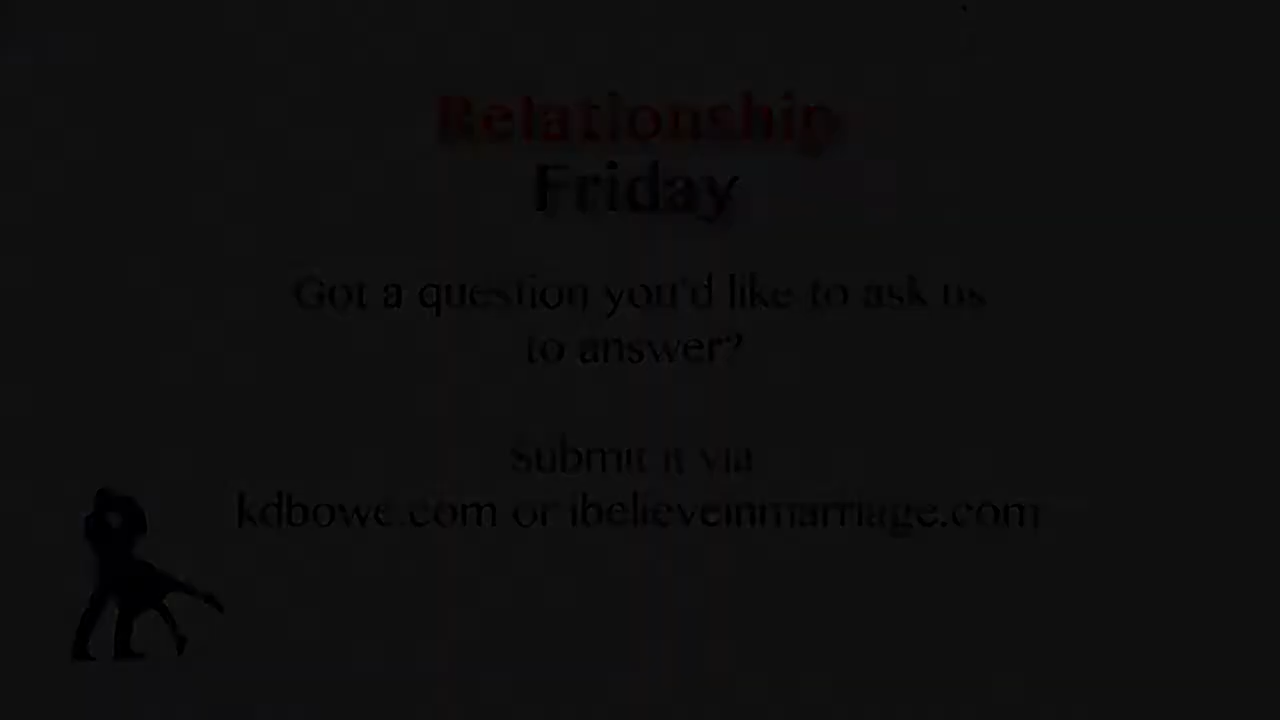 Relationship
Friday
Got a question you'd like to ask us
to answer?
Submit it via
kdbowe.com or ibelieveinmarriage.com